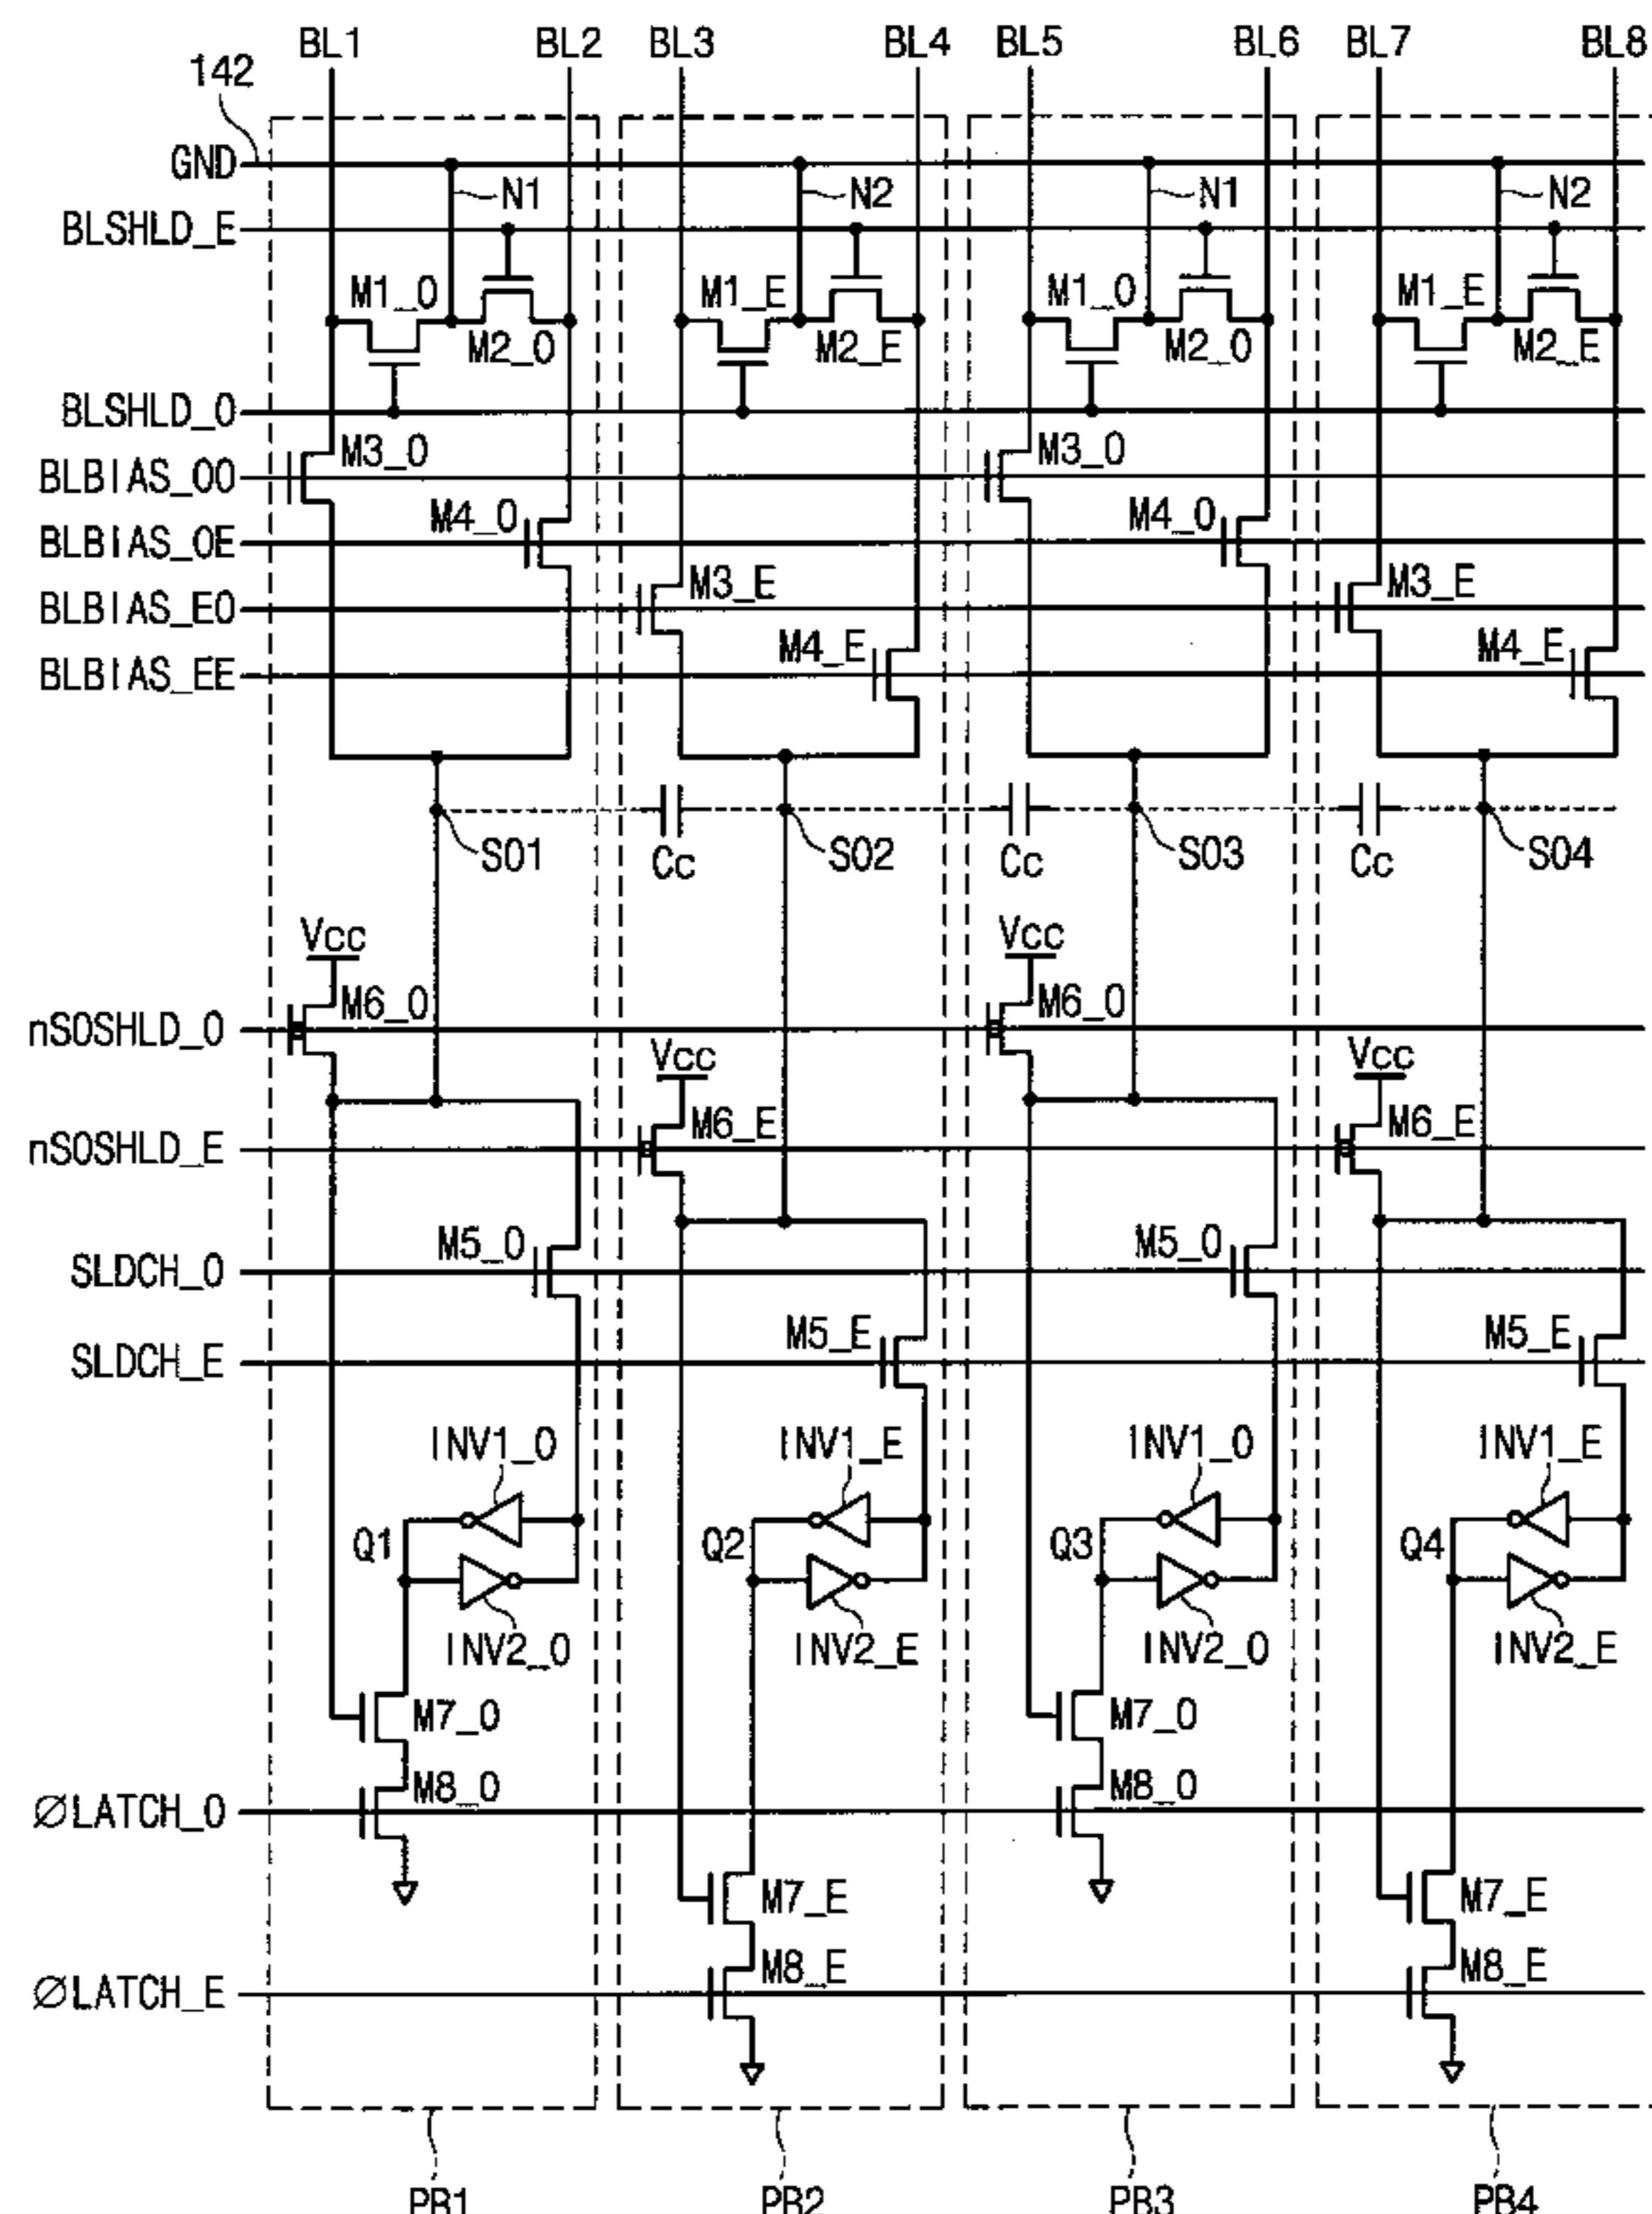 BL1 BL2 BL3 BL4 BL5 BL6 BL7 BL8
142
GND
N1 N2 N1 N2
BLSHLD_E
M1_O M1_E M1_O M1_E
M2_O M2_E M2_O M2_E
BLSHLD_O
M3_O M3_O
BLBIAS_OO
M4_O M4_O
BLBIAS_OE
M3_E M3_E
BLBIAS_EO
M4_E M4_E
BLBIAS_EE
SO1 Cc SO2 Cc SO3 Cc SO4
Vcc Vcc
M6_O M6_O
nSOSHLD_O
Vcc Vcc
M6_E M6_E
nSOSHLD_E
M5_O M5_O
SLDCH_O
M5_E M5_E
SLDCH_E
INV1_O INV1_E INV1_O INV1_E
Q1 Q2 Q3 Q4
INV2_O INV2_E INV2_O INV2_E
M7_O M7_O
M8_O M8_O
ØLATCH_O
M7_E M7_E
M8_E M8_E
ØLATCH_E
PB1 PB2 PB3 PB4